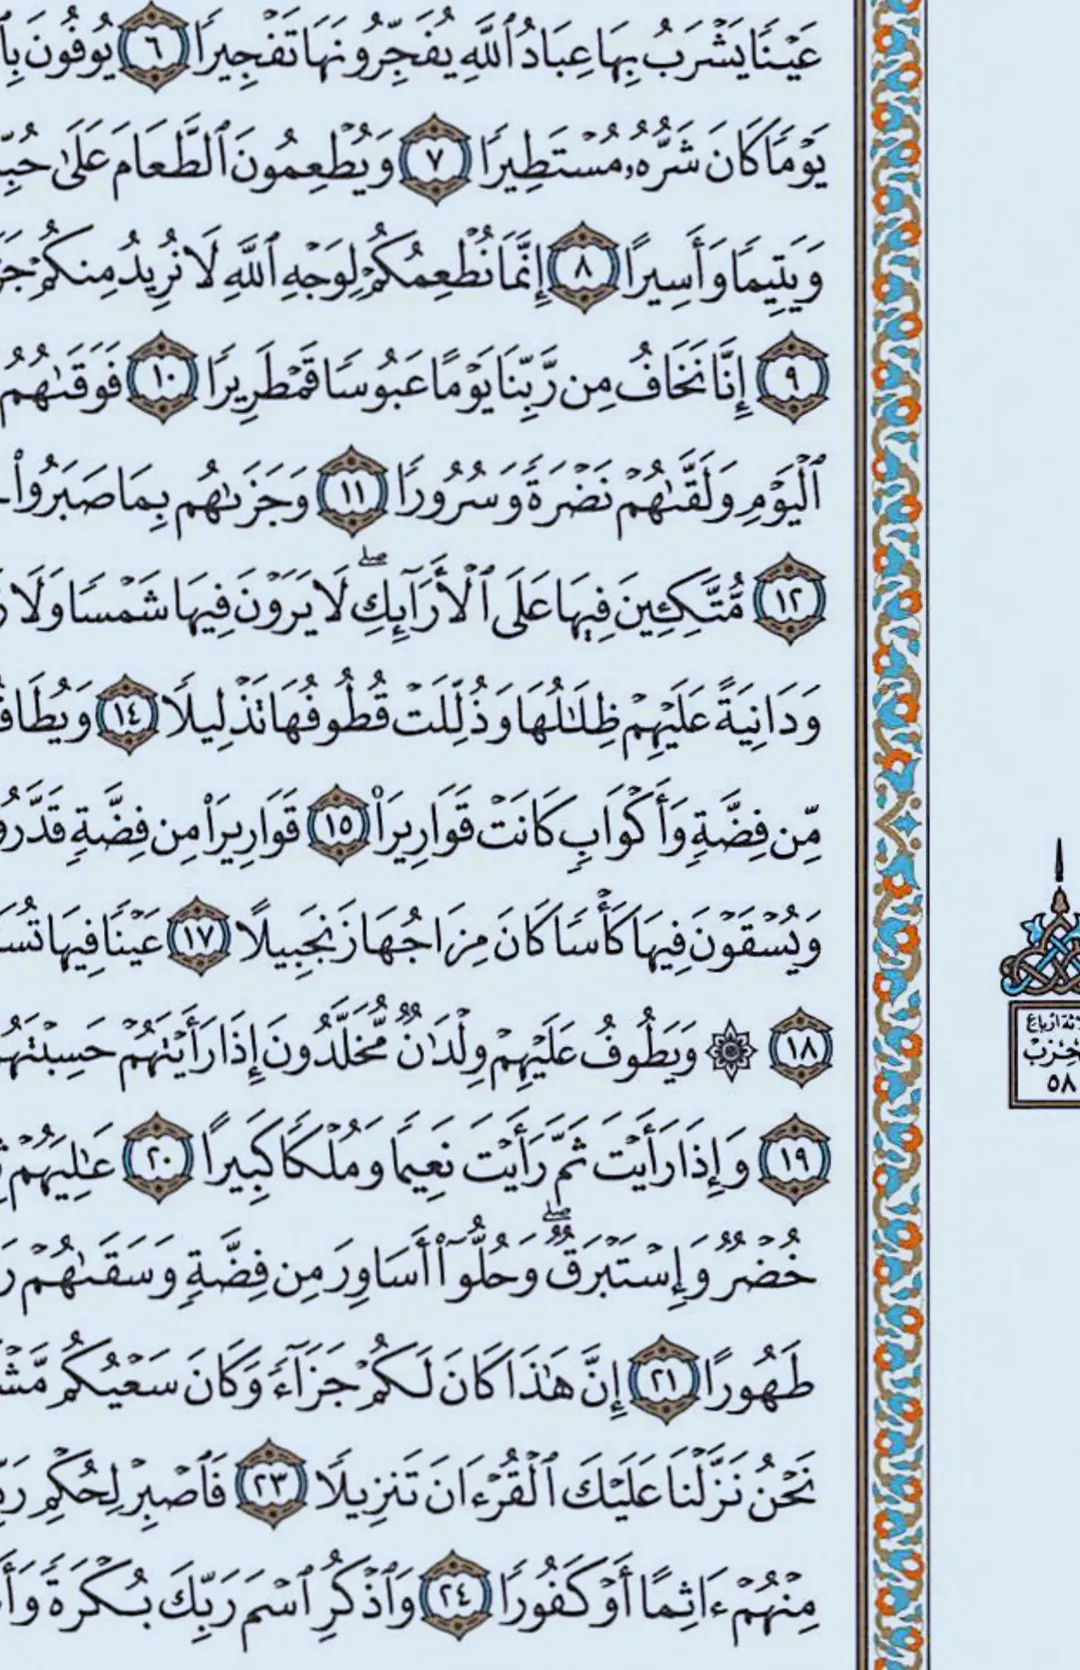 عَيْنًا يَشْرَبُ بِهَا عِبَادُ ٱللَّهِ يُفَجِّرُونَهَا تَفْجِيرًا ٦ يُوفُونَ
يَوْمًا كَانَ شَرُّهُۥ مُسْتَطِيرًا ٧ وَيُطْعِمُونَ ٱلطَّعَامَ عَلَىٰ
وَيَتِيمًا وَأَسِيرًا ٨ إِنَّمَا نُطْعِمُكُمْ لِوَجْهِ ٱللَّهِ لَا نُرِيدُ مِنكُمْ
٩ إِنَّا نَخَافُ مِن رَّبِّنَا يَوْمًا عَبُوسًا قَمْطَرِيرًا ١٠ فَوَقَىٰهُمُ
ٱلْيَوْمِ وَلَقَّىٰهُمْ نَضْرَةً وَسُرُورًا ١١ وَجَزَىٰهُم بِمَا صَبَرُوا۟
١٢ مُّتَّكِـِٔينَ فِيهَا عَلَى ٱلْأَرَآئِكِ ۖ لَا يَرَوْنَ فِيهَا شَمْسًا وَلَا
وَدَانِيَةً عَلَيْهِمْ ظِلَـٰلُهَا وَذُلِّلَتْ قُطُوفُهَا تَذْلِيلًا ١٤ وَيُطَافُ
مِّن فِضَّةٍ وَأَكْوَابٍ كَانَتْ قَوَارِيرَا۠ ١٥ قَوَارِيرَا۟ مِن فِضَّةٍ
وَيُسْقَوْنَ فِيهَا كَأْسًا كَانَ مِزَاجُهَا زَنجَبِيلًا ١٧ عَيْنًا فِيهَا
١٨ ۞ وَيَطُوفُ عَلَيْهِمْ وِلْدَٰنٌ مُّخَلَّدُونَ إِذَا رَأَيْتَهُمْ
١٩ وَإِذَا رَأَيْتَ ثَمَّ رَأَيْتَ نَعِيمًا وَمُلْكًا كَبِيرًا ٢٠ عَـٰلِيَهُمْ
خُضْرٌ وَإِسْتَبْرَقٌ ۖ وَحُلُّوٓا۟ أَسَاوِرَ مِن فِضَّةٍ وَسَقَىٰهُمْ
طَهُورًا ٢١ إِنَّ هَـٰذَا كَانَ لَكُمْ جَزَآءً وَكَانَ سَعْيُكُم
نَحْنُ نَزَّلْنَا عَلَيْكَ ٱلْقُرْءَانَ تَنزِيلًا ٢٣ فَٱصْبِرْ لِحُكْمِ
مِنْهُمْ ءَاثِمًا أَوْ كَفُورًا ٢٤ وَٱذْكُرِ ٱسْمَ رَبِّكَ بُكْرَةً
أرباع
٥٨